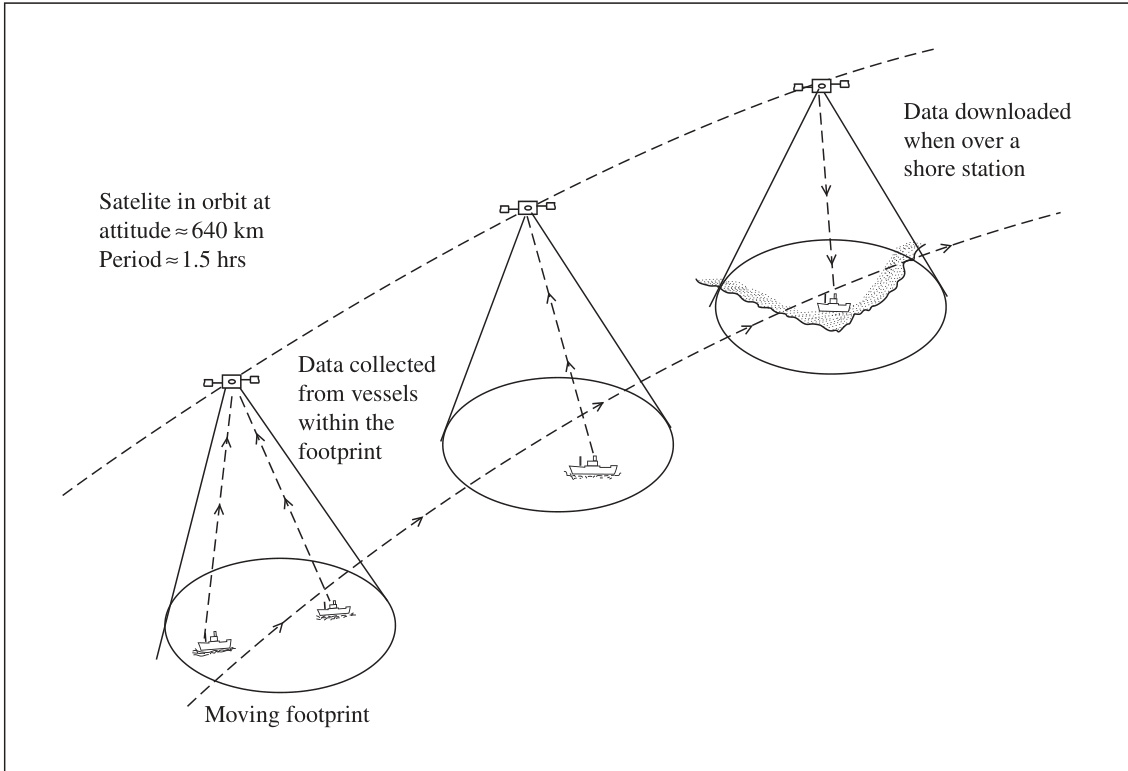 Data downloaded
when over a
shore station
Satelite in orbit at
attitude ≈ 640 km
Period ≈ 1.5 hrs
Data collected
from vessels
within the
footprint
Moving footprint